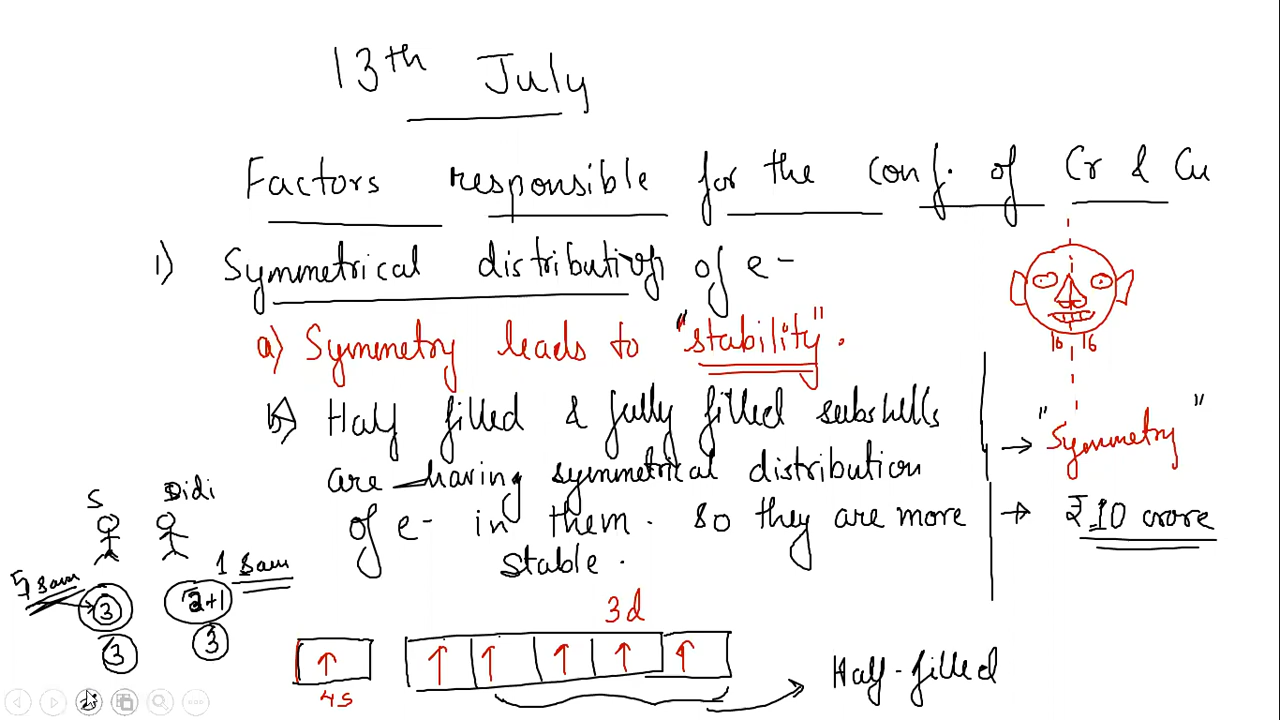 13th July
Factors responsible for the conf. of Cr & Cu
1) Symmetrical distribution of e-
a) Symmetry leads to "stability".
b) Half filled & fully filled subshells
are having symmetrical distribution
of e- in them. So they are more
stable.
16 16
"Symmetry"
→ ₹10 crore
S Didi
5 sam
1 sam
3 2+1
3 3
3d
↑ ↑ ↑ ↑ ↑ ↑
4s
Half-filled